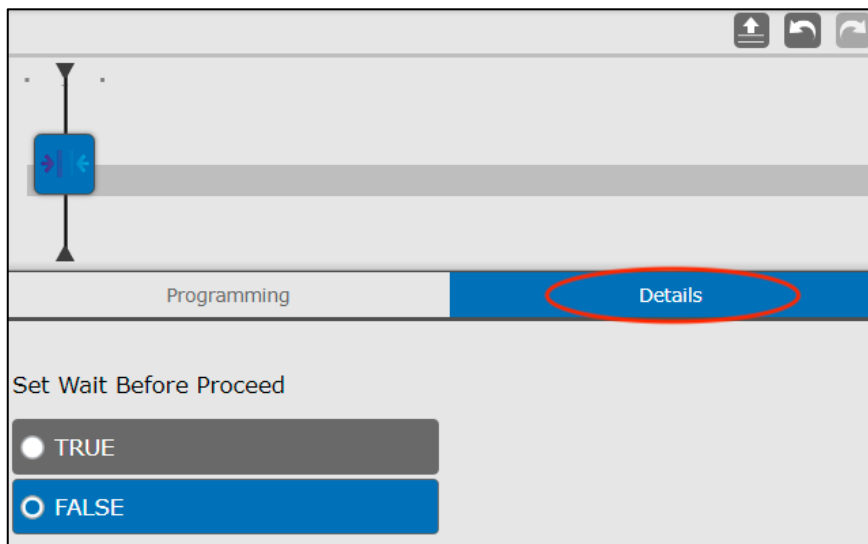 Programming
Details
Set Wait Before Proceed
TRUE
FALSE